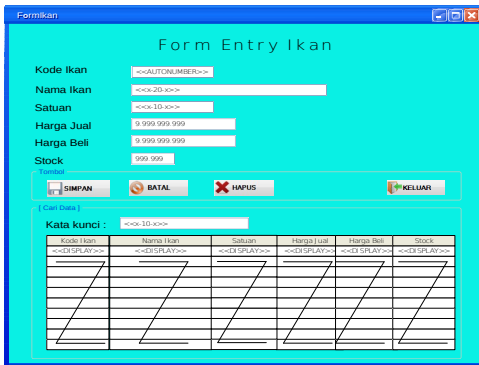 FormIkan
Form Entry Ikan
Kode Ikan <<AUTONUMBER>>
Nama Ikan <<x-20-x>>
Satuan <<x-10-x>>
Harga Jual 9.999.999.999
Harga Beli 9.999.999.999
Stock 999.999
Tombol
SIMPAN BATAL HAPUS KELUAR
[ Cari Data ]
Kata kunci : <<x-10-x>>
Kode Ikan Nama Ikan Satuan Harga Jual Harga Beli Stock
<<DISPLAY>> <<DISPLAY>> <<DISPLAY>> <<DISPLAY>> <<DISPLAY>> <<DISPLAY>>